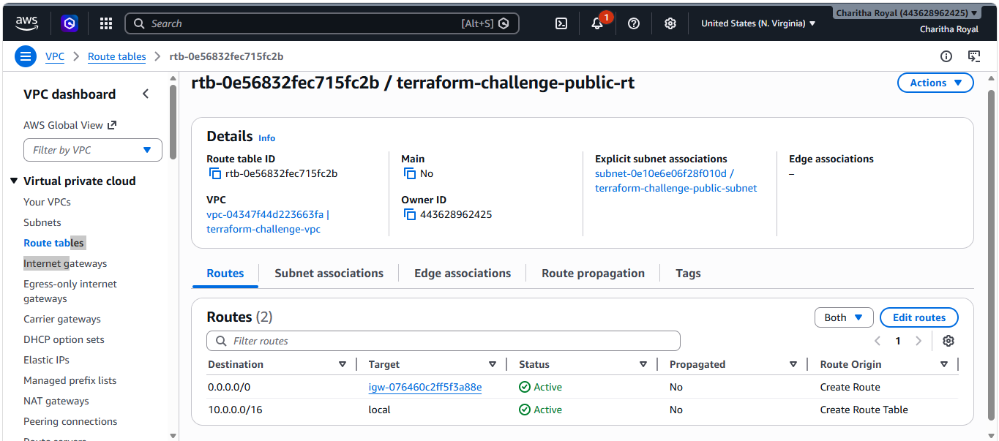 aws
Search
[Alt+S]
1
United States (N. Virginia)
Charitha Royal (443628962425)
Charitha Royal
VPC
Route tables
rtb-0e56832fec715fc2b
VPC dashboard
AWS Global View
Filter by VPC
Virtual private cloud
Your VPCs
Subnets
Route tables
Internet gateways
Egress-only internet
gateways
Carrier gateways
DHCP option sets
Elastic IPs
Managed prefix lists
NAT gateways
Peering connections
rtb-0e56832fec715fc2b / terraform-challenge-public-rt
Actions
Details Info
Route table ID
rtb-0e56832fec715fc2b
Main
No
Explicit subnet associations
subnet-0e10e6e06f28f010d /
terraform-challenge-public-subnet
Edge associations
–
VPC
vpc-04347f44d223663fa |
terraform-challenge-vpc
Owner ID
443628962425
Routes
Subnet associations
Edge associations
Route propagation
Tags
Routes (2)
Both
Edit routes
Filter routes
1
Destination Target Status Propagated Route Origin
0.0.0.0/0 igw-076460c2ff5f3a88e Active No Create Route
10.0.0.0/16 local Active No Create Route Table